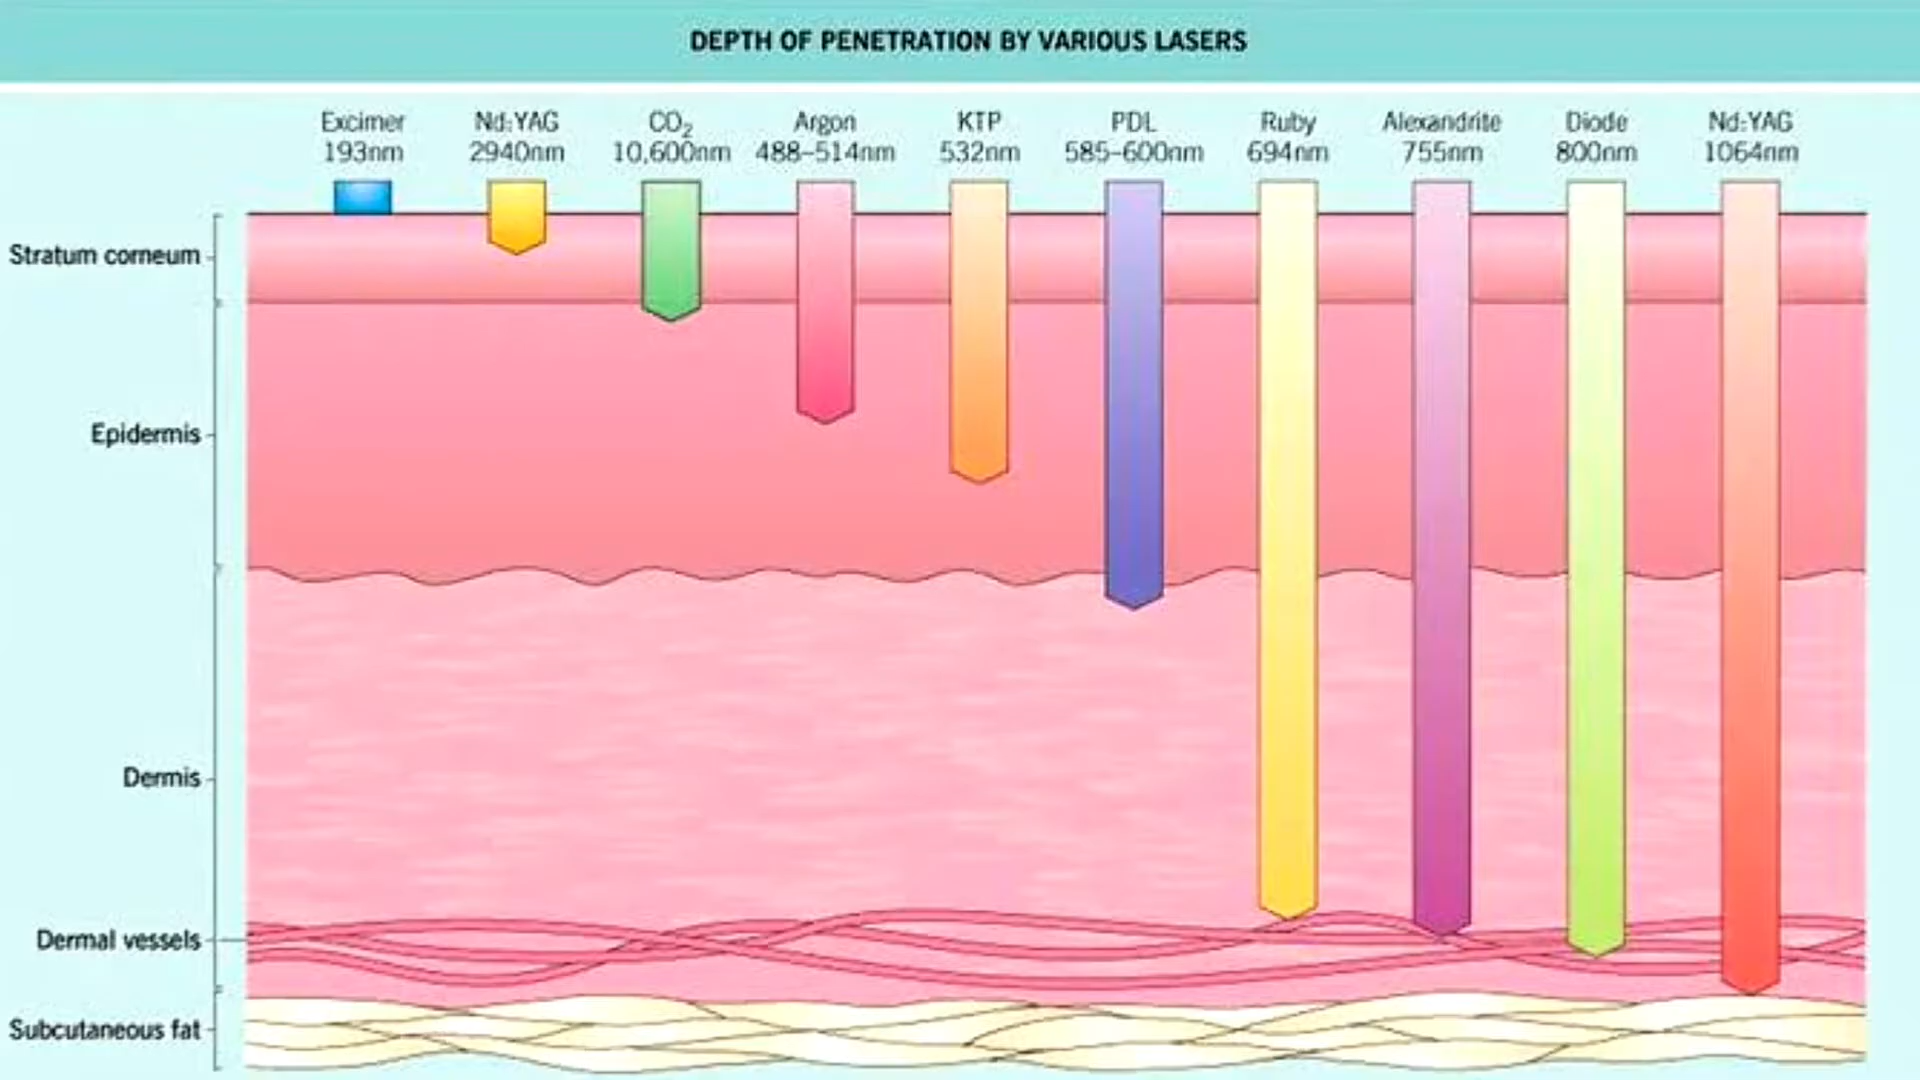 DEPTH OF PENETRATION BY VARIOUS LASERS
Excimer
193nm
Nd:YAG
2940nm
CO₂
10,600nm
Argon
488–514nm
KTP
532nm
PDL
585–600nm
Ruby
694nm
Alexandrite
755nm
Diode
800nm
Nd:YAG
1064nm
Stratum corneum
Epidermis
Dermis
Dermal vessels
Subcutaneous fat